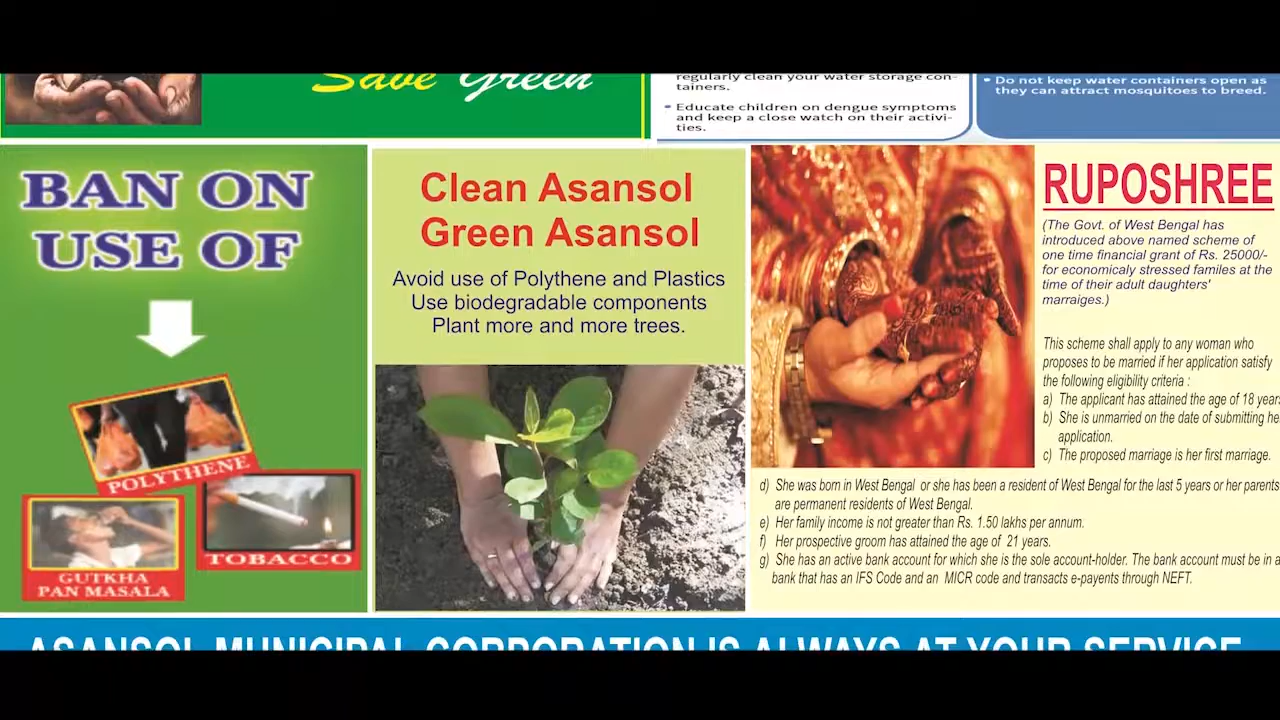 Save Green
regularly clean your water storage con-
tainers.
• Educate children on dengue symptoms
and keep a close watch on their activi-
ties.
• Do not keep water containers open as
they can attract mosquitoes to breed.
BAN ON
USE OF
POLYTHENE
TOBACCO
GUTKHA
PAN MASALA
Clean Asansol
Green Asansol
Avoid use of Polythene and Plastics
Use biodegradable components
Plant more and more trees.
RUPOSHREE
(The Govt. of West Bengal has
introduced above named scheme of
one time financial grant of Rs. 25000/-
for economicaly stressed familes at the
time of their adult daughters'
marraiges.)
This scheme shall apply to any woman who
proposes to be married if her application satisfy
the following eligibility criteria :
a) The applicant has attained the age of 18 years
b) She is unmarried on the date of submitting her
application.
c) The proposed marriage is her first marriage.
d) She was born in West Bengal or she has been a resident of West Bengal for the last 5 years or her parents
are permanent residents of West Bengal.
e) Her family income is not greater than Rs. 1.50 lakhs per annum.
f) Her prospective groom has attained the age of 21 years.
g) She has an active bank account for which she is the sole account-holder. The bank account must be in a
bank that has an IFS Code and an MICR code and transacts e-payents through NEFT.
ASANSOL MUNICIPAL CORPORATION IS ALWAYS AT YOUR SERVICE